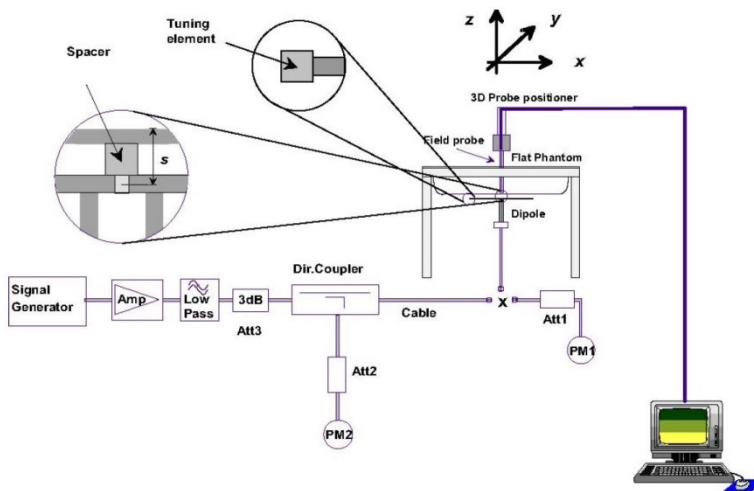 Tuning
element
Spacer
s
z
y
x
3D Probe positioner
Field probe
Flat Phantom
Dipole
Signal
Generator
Amp
Low
Pass
3dB
Att3
Dir.Coupler
Cable
x
Att1
PM1
Att2
PM2